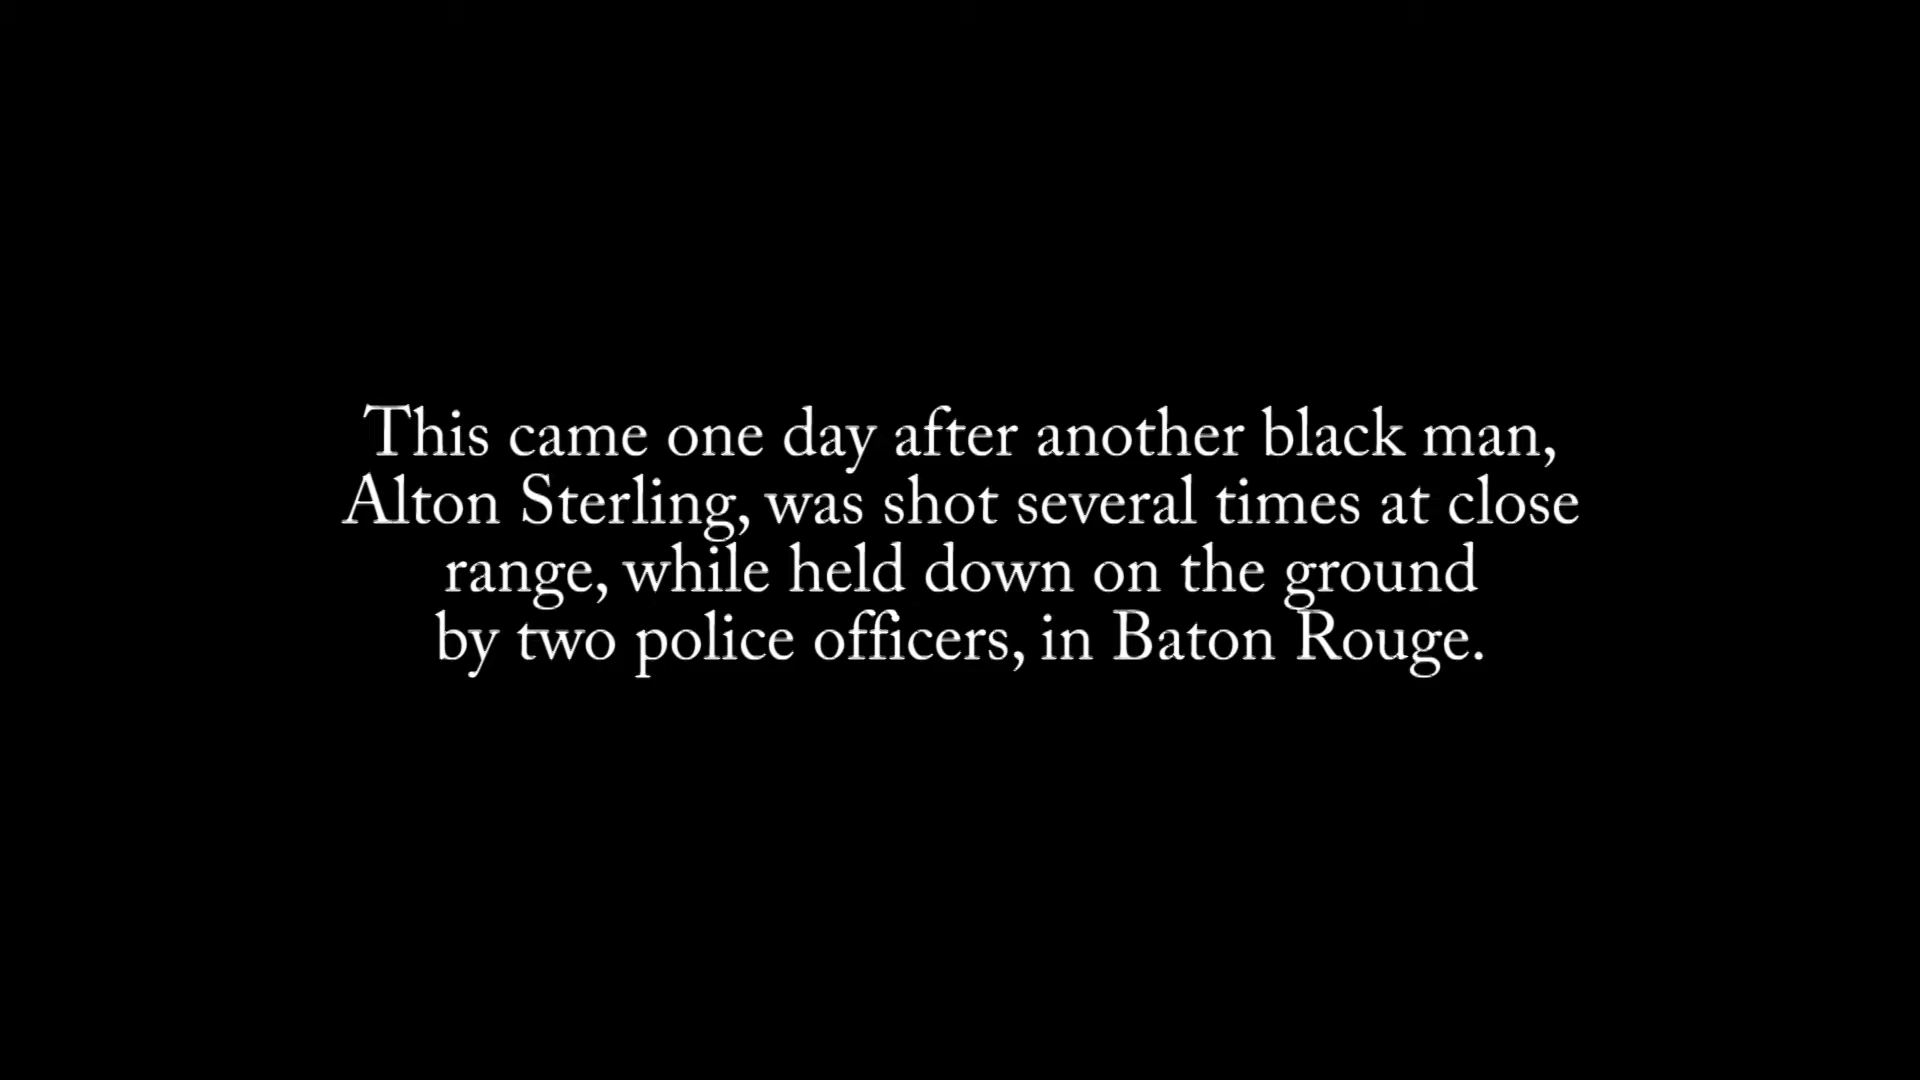 This came one day after another black man,
Alton Sterling, was shot several times at close
range, while held down on the ground
by two police officers, in Baton Rouge.